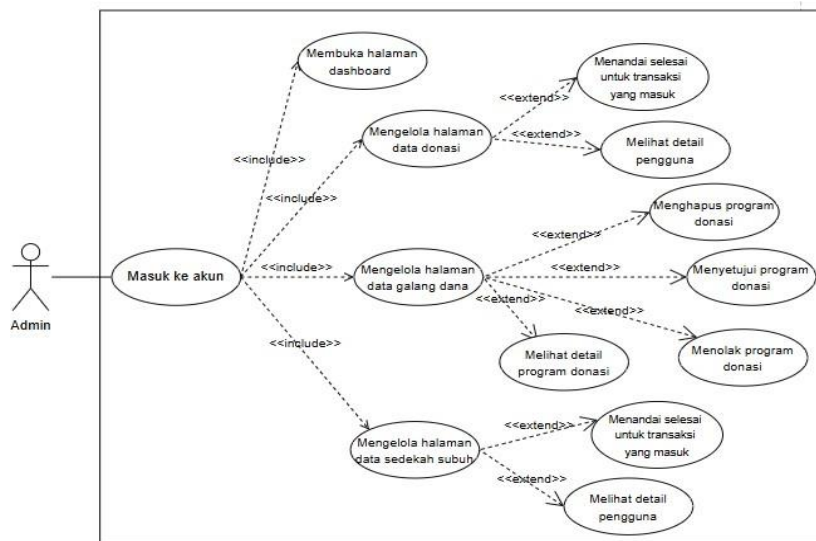 Membuka halaman
dashboard
Menandai selesai
untuk transaksi
yang masuk
<<extend>>
Mengelola halaman
data donasi
<<extend>>
Melihat detail
pengguna
<<include>>
<<include>>
Menghapus program
donasi
<<extend>>
Masuk ke akun
<<include>>
Mengelola halaman
data galang dana
<<extend>>
Menyetujui program
donasi
<<extend>>
<<extend>>
Admin
<<include>>
Melihat detail
program donasi
Menolak program
donasi
<<extend>>
Menandai selesai
untuk transaksi
yang masuk
Mengelola halaman
data sedekah subuh
<<extend>>
Melihat detail
pengguna